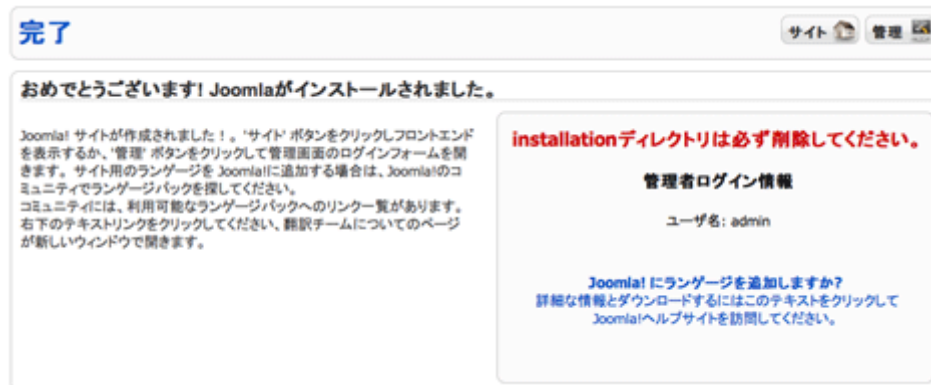 完了
サイト
管理
おめでとうございます! Joomlaがインストールされました。
Joomla! サイトが作成されました！。'サイト' ボタンをクリックしフロントエンド
を表示するか、'管理' ボタンをクリックして管理画面のログインフォームを開
きます。サイト用のランゲージを Joomla!に追加する場合は、Joomla!のコ
ミュニティでランゲージパックを探してください。
コミュニティには、利用可能なランゲージパックへのリンク一覧があります。
右下のテキストリンクをクリックしてください、翻訳チームについてのページ
が新しいウィンドウで開きます。
installationディレクトリは必ず削除してください。
管理者ログイン情報
ユーザ名: admin
Joomla! にランゲージを追加しますか?
詳細な情報とダウンロードするにはこのテキストをクリックして
Joomla!ヘルプサイトを訪問してください。